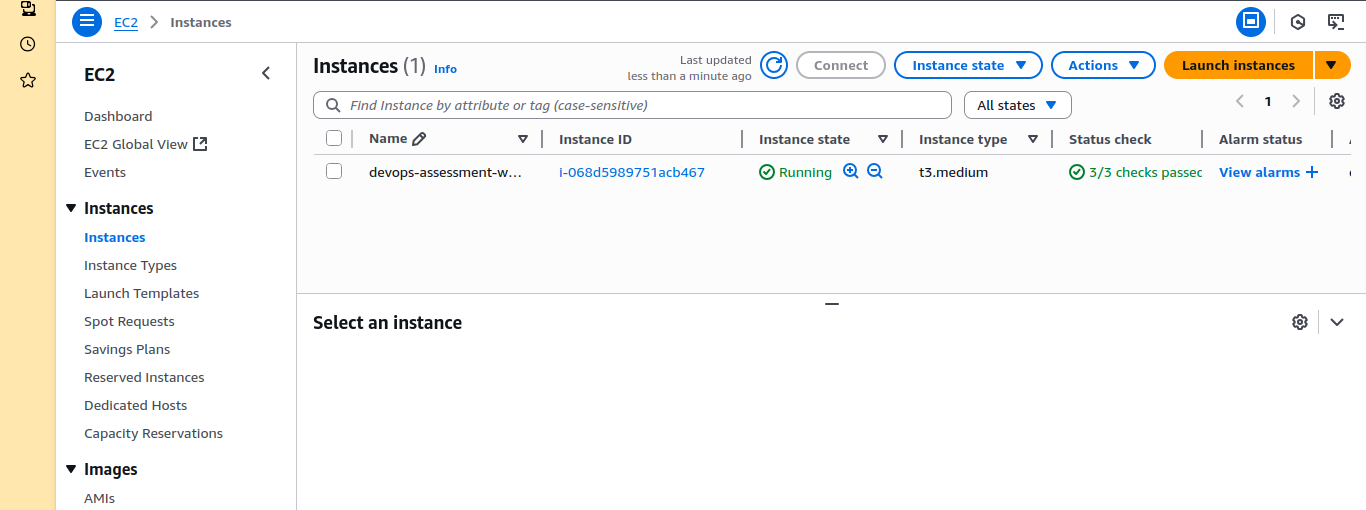 EC2 Instances
EC2
Dashboard
EC2 Global View
Events
Instances
Instances
Instance Types
Launch Templates
Spot Requests
Savings Plans
Reserved Instances
Dedicated Hosts
Capacity Reservations
Images
AMIs
Instances (1) Info
Last updated
less than a minute ago
Connect Instance state Actions Launch instances
Find Instance by attribute or tag (case-sensitive) All states 1
Name Instance ID Instance state Instance type Status check Alarm status
devops-assessment-w... i-068d5989751acb467 Running t3.medium 3/3 checks passec View alarms +
Select an instance